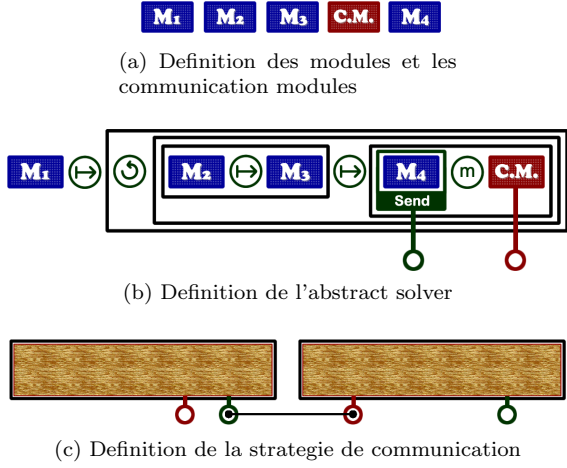 M1 M2 M3 C.M. M4
(a) Definition des modules et les
communication modules
M1 ↦ ↺ M2 ↦ M3 ↦ M4 m C.M.
Send
(b) Definition de l'abstract solver
(c) Definition de la strategie de communication